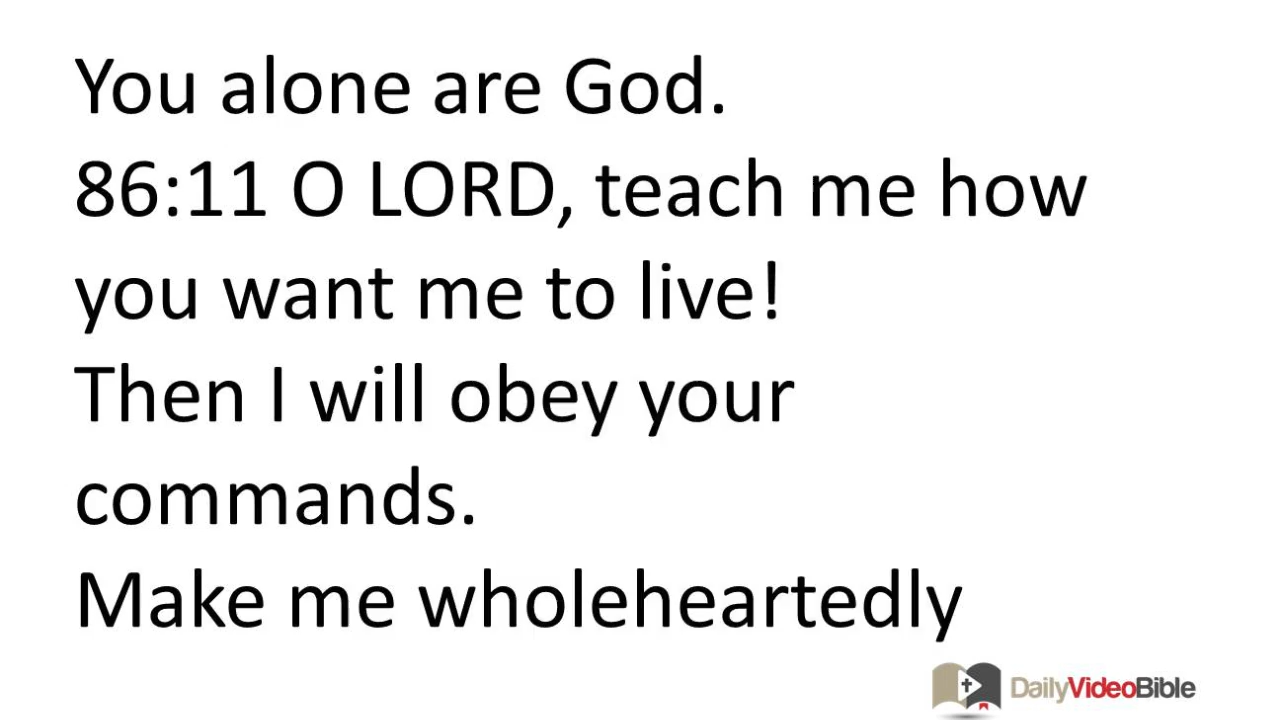 You alone are God.
86:11 O LORD, teach me how
you want me to live!
Then I will obey your
commands.
Make me wholeheartedly
DailyVideoBible